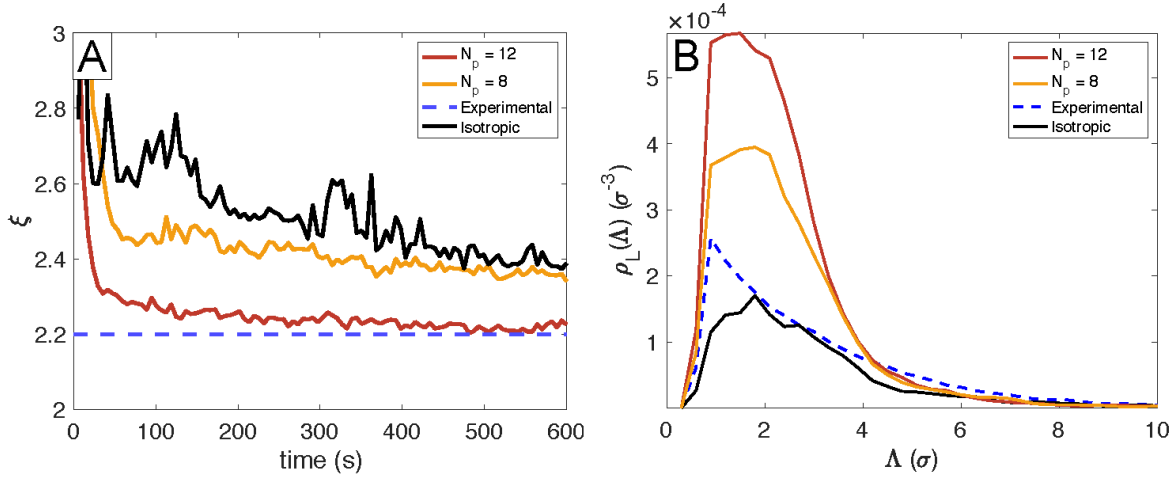 A
3
2.8
2.6
2.4
2.2
2
0
100
200
300
400
500
600
time (s)
ξ
N_p = 12
N_p = 8
Experimental
Isotropic
B
×10⁻⁴
5
4
3
2
1
0
2
4
6
8
10
Λ (σ)
ρ_L(Λ) (σ⁻³)
N_p = 12
N_p = 8
Experimental
Isotropic